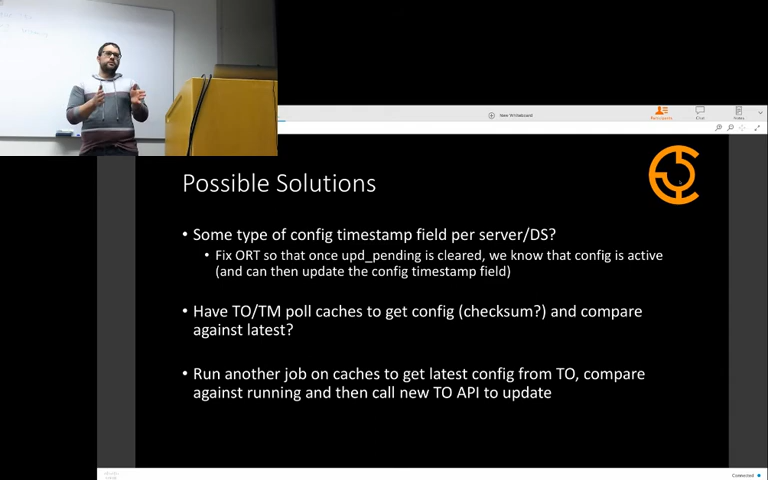 New Whiteboard
Participants
Chat
Notes
Possible Solutions
• Some type of config timestamp field per server/DS?
• Fix ORT so that once upd_pending is cleared, we know that config is active
(and can then update the config timestamp field)
• Have TO/TM poll caches to get config (checksum?) and compare
against latest?
• Run another job on caches to get latest config from TO, compare
against running and then call new TO API to update
Connected